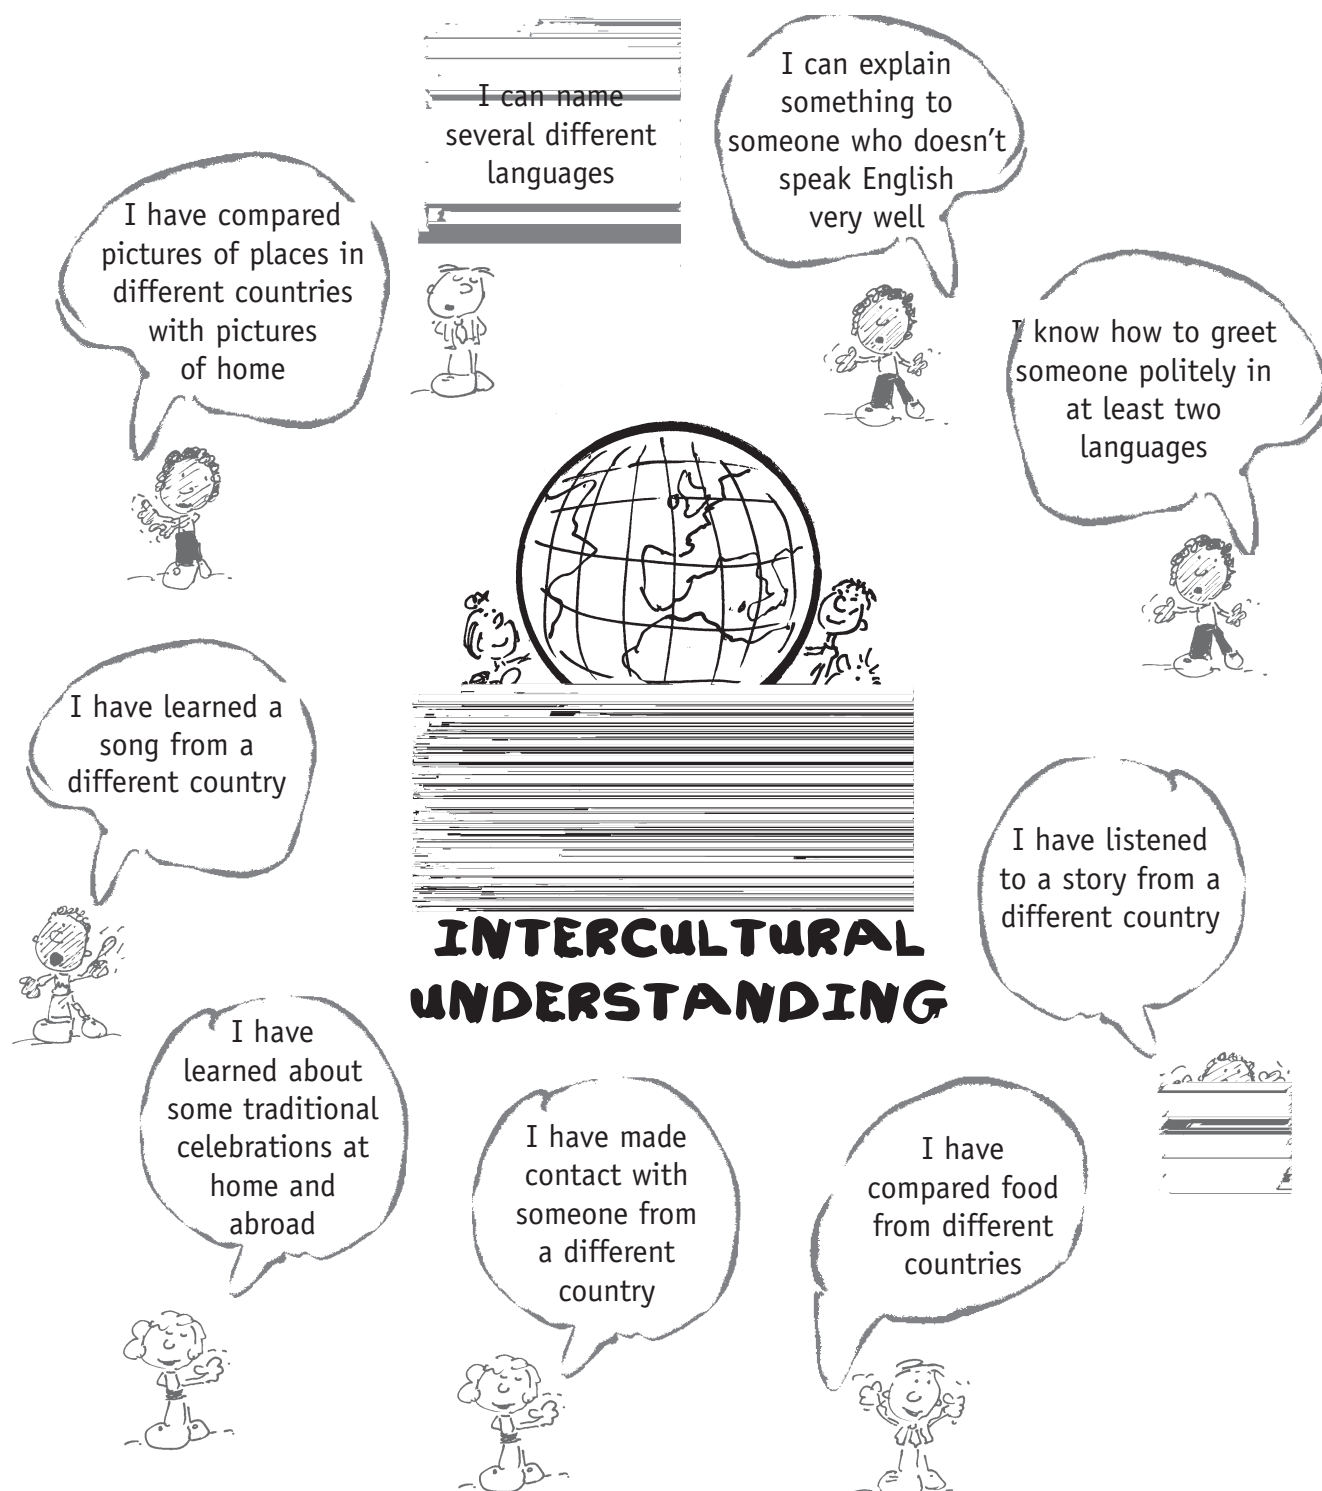 I can name
several different
languages
I can explain
something to
someone who doesn't
speak English
very well
I have compared
pictures of places in
different countries
with pictures
of home
I know how to greet
someone politely in
at least two
languages
I have learned a
song from a
different country
I have listened
to a story from a
different country
INTERCULTURAL
UNDERSTANDING
I have
learned about
some traditional
celebrations at
home and
abroad
I have made
contact with
someone from
a different
country
I have
compared food
from different
countries